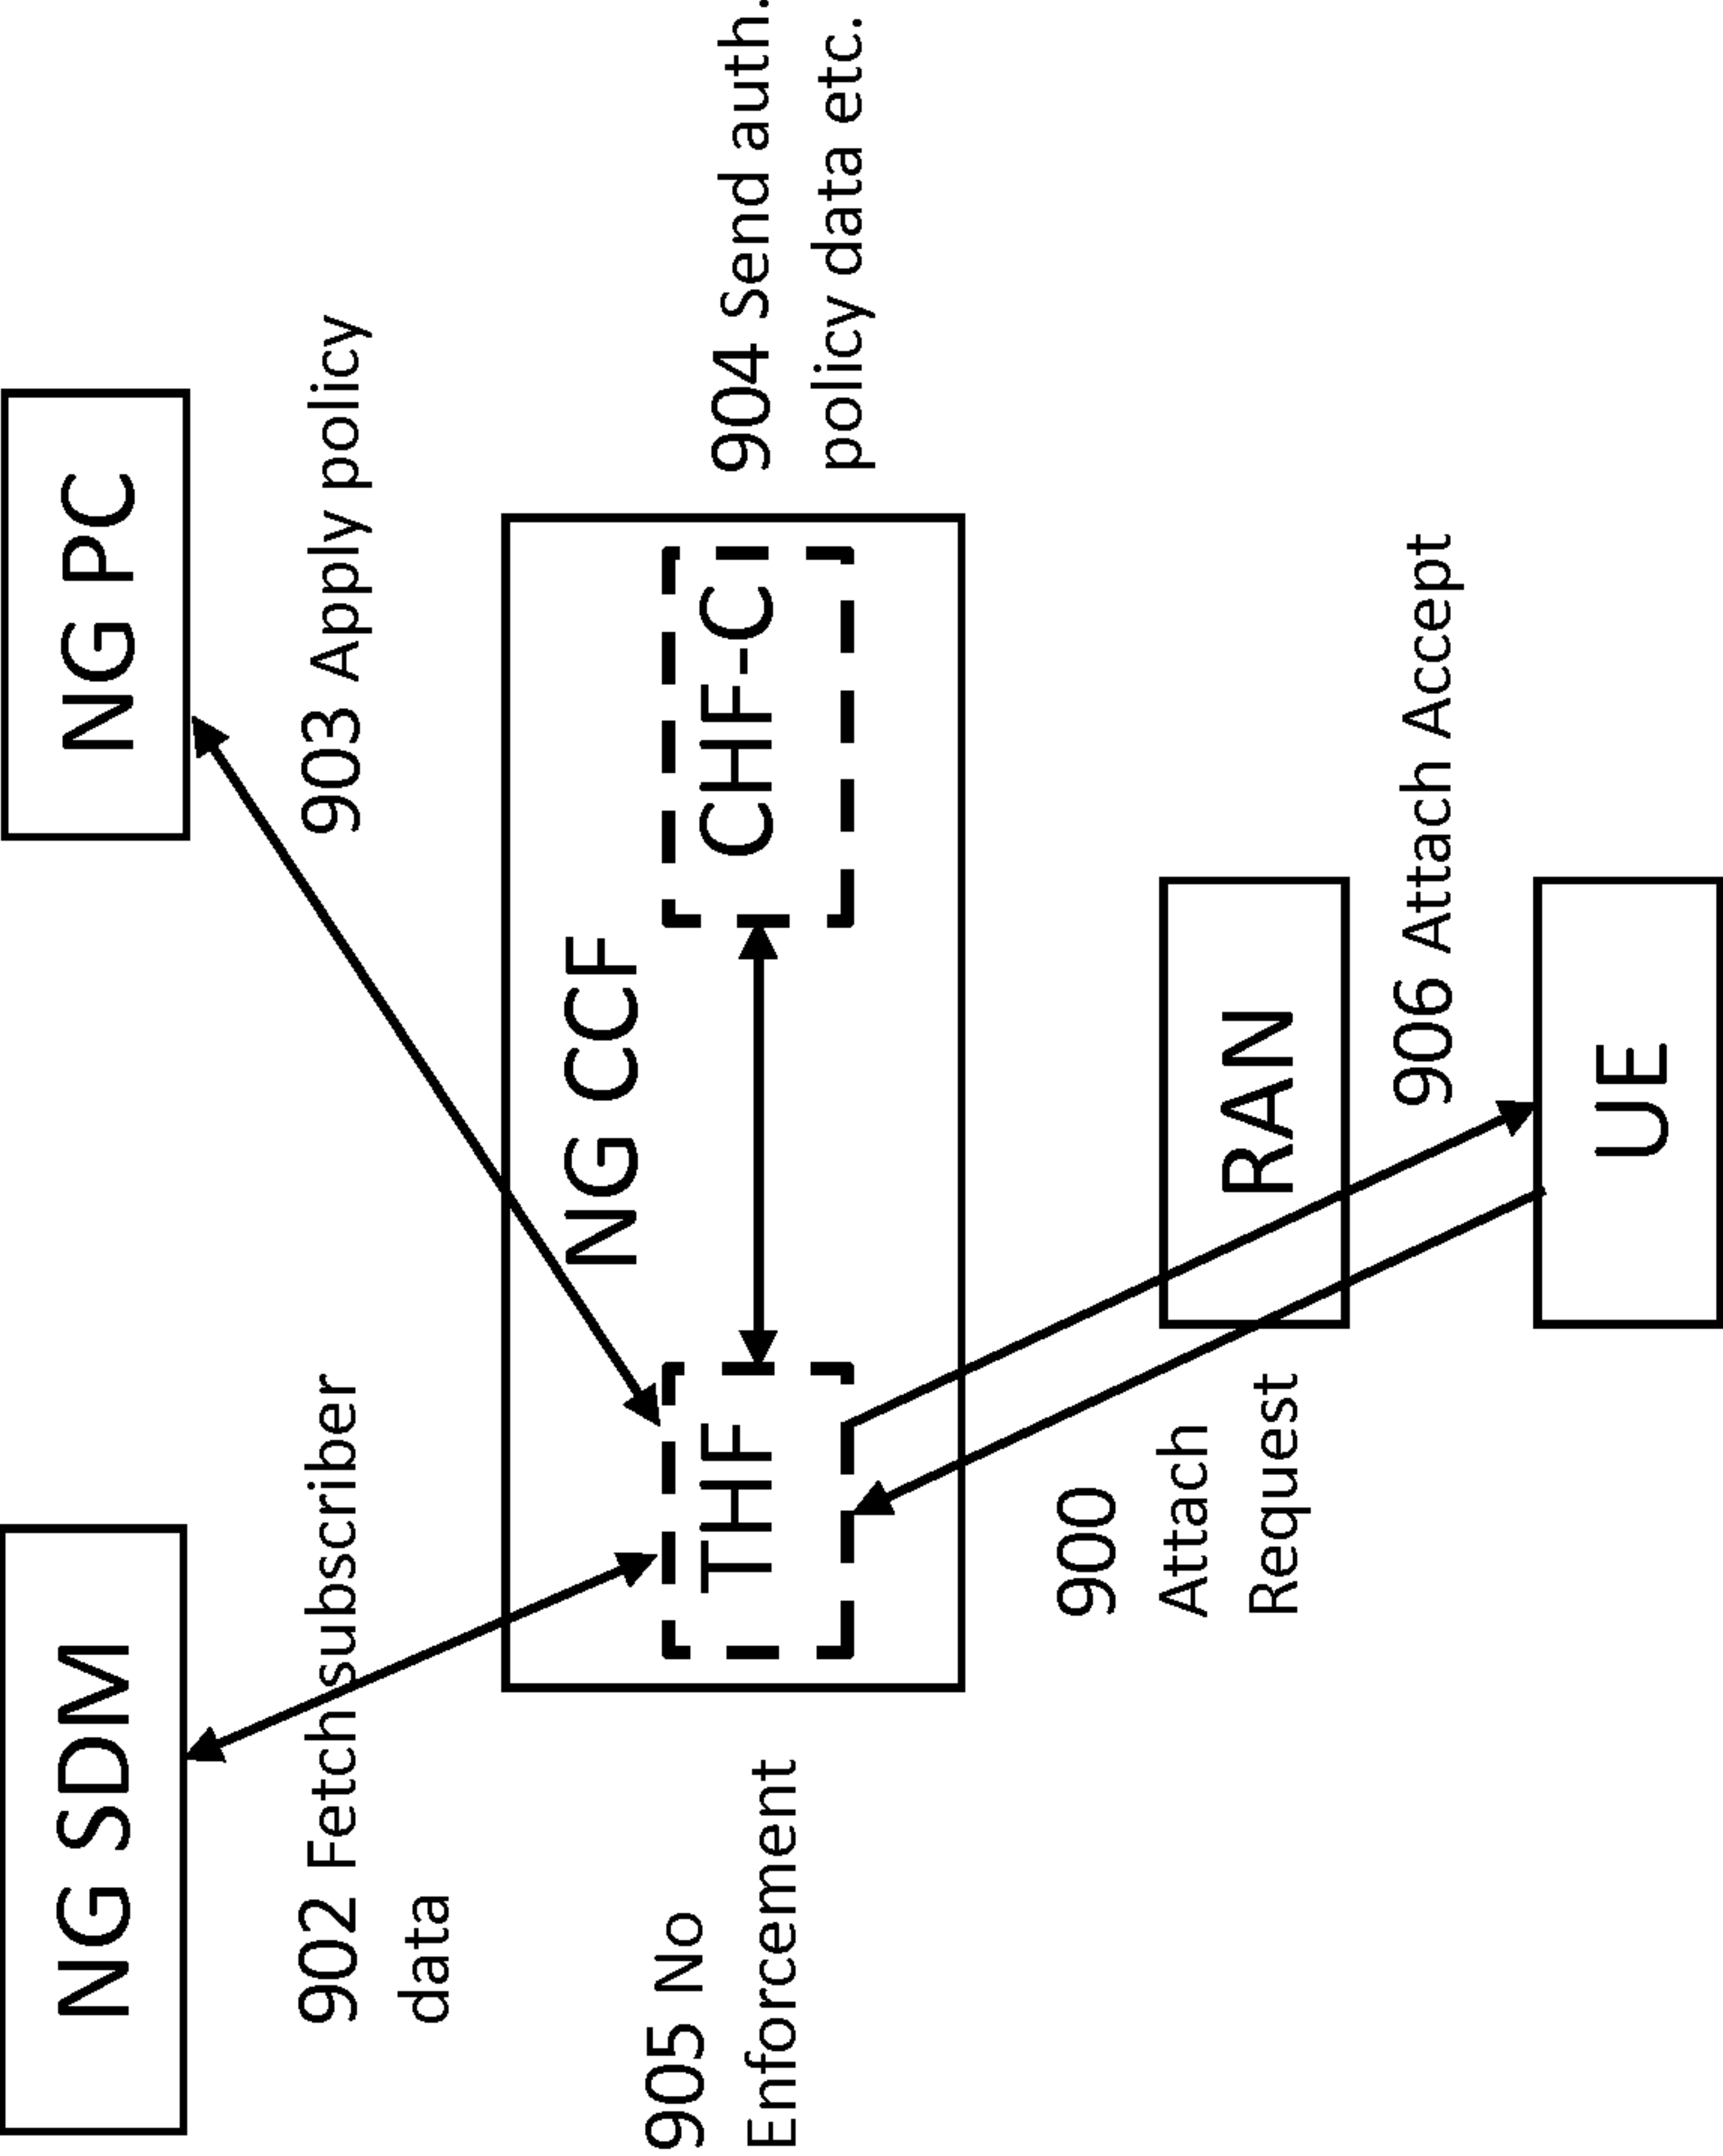 NG SDM
NG PC
902 Fetch subscriber
data
903 Apply policy
NG CCF
905 No
Enforcement
THF
CHF-C
904 Send auth.
policy data etc.
900
Attach
Request
RAN
906 Attach Accept
UE